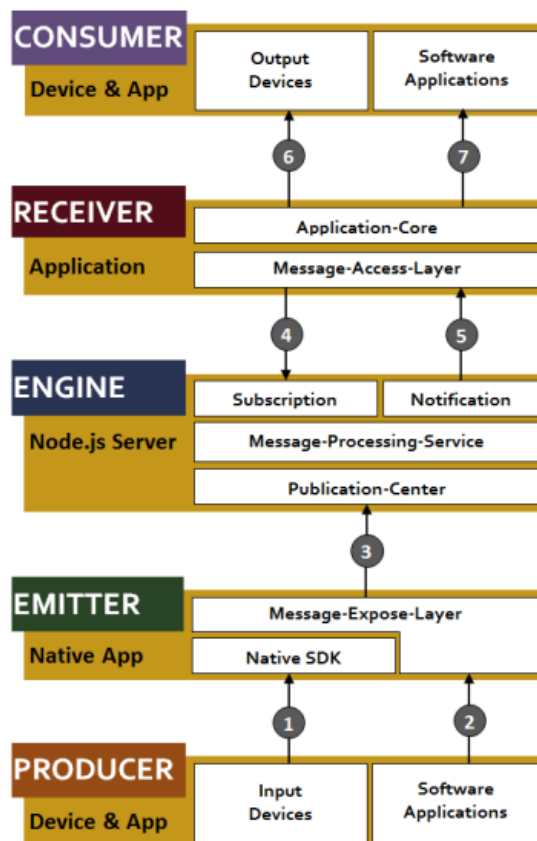 CONSUMER
Device & App
Output
Devices
Software
Applications
6
7
RECEIVER
Application
Application-Core
Message-Access-Layer
4
5
ENGINE
Node.js Server
Subscription
Notification
Message-Processing-Service
Publication-Center
3
EMITTER
Native App
Message-Expose-Layer
Native SDK
1
2
PRODUCER
Device & App
Input
Devices
Software
Applications